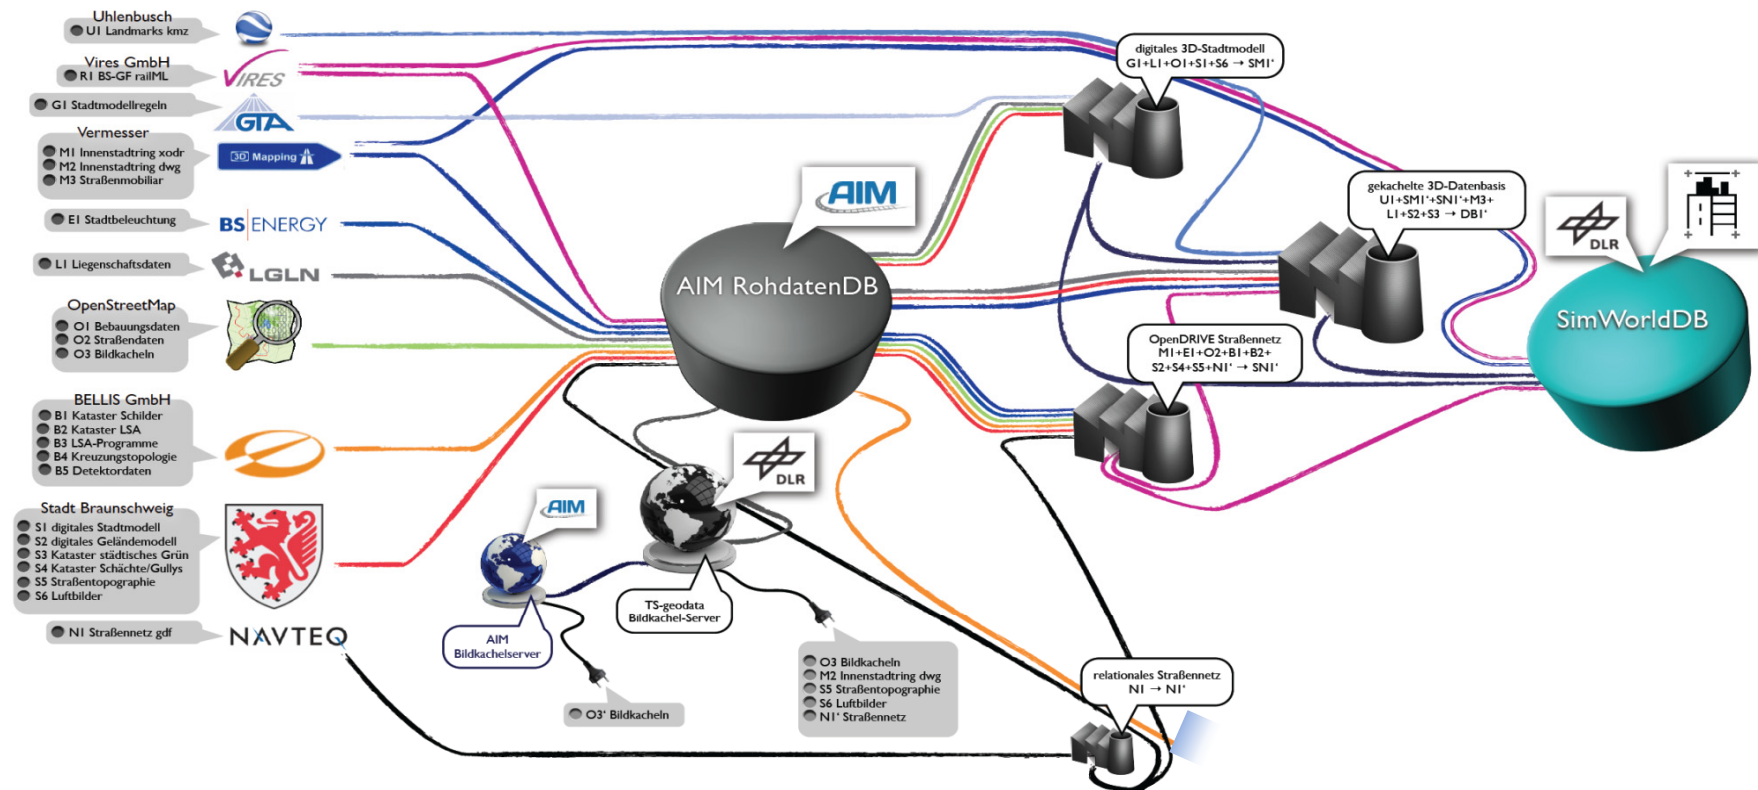 Uhlenbusch
U1 Landmarks kmz
Vires GmbH
R1 BS-GF railML
VIRES
G1 Stadtmodellregeln
GTA
Vermesser
M1 Innenstadtring xodr
M2 Innenstadtring dwg
M3 Straßenmobiliar
3D Mapping
E1 Stadtbeleuchtung
BS|ENERGY
L1 Liegenschaftsdaten
LGLN
OpenStreetMap
O1 Bebauungsdaten
O2 Straßendaten
O3 Bildkacheln
BELLIS GmbH
B1 Kataster Schilder
B2 Kataster LSA
B3 LSA-Programme
B4 Kreuzungstopologie
B5 Detektordaten
Stadt Braunschweig
S1 digitales Stadtmodell
S2 digitales Geländemodell
S3 Kataster städtisches Grün
S4 Kataster Schächte/Gullys
S5 Straßentopographie
S6 Luftbilder
N1 Straßennetz gdf
NAVTEQ
AIM
AIM RohdatenDB
DLR
AIM
TS-geodata
Bildkachel-Server
AIM
Bildkachelserver
O3' Bildkacheln
O3 Bildkacheln
M2 Innenstadtring dwg
S5 Straßentopographie
S6 Luftbilder
N1' Straßennetz
digitales 3D-Stadtmodell
G1+L1+O1+S1+S6 → SM1'
gekachelte 3D-Datenbasis
U1+SM1'+SN1'+M3+
L1+S2+S3 → DB1'
OpenDRIVE Straßennetz
M1+E1+O2+B1+B2+
S2+S4+S5+N1' → SN1'
relationales Straßennetz
N1 → N1'
DLR
SimWorldDB